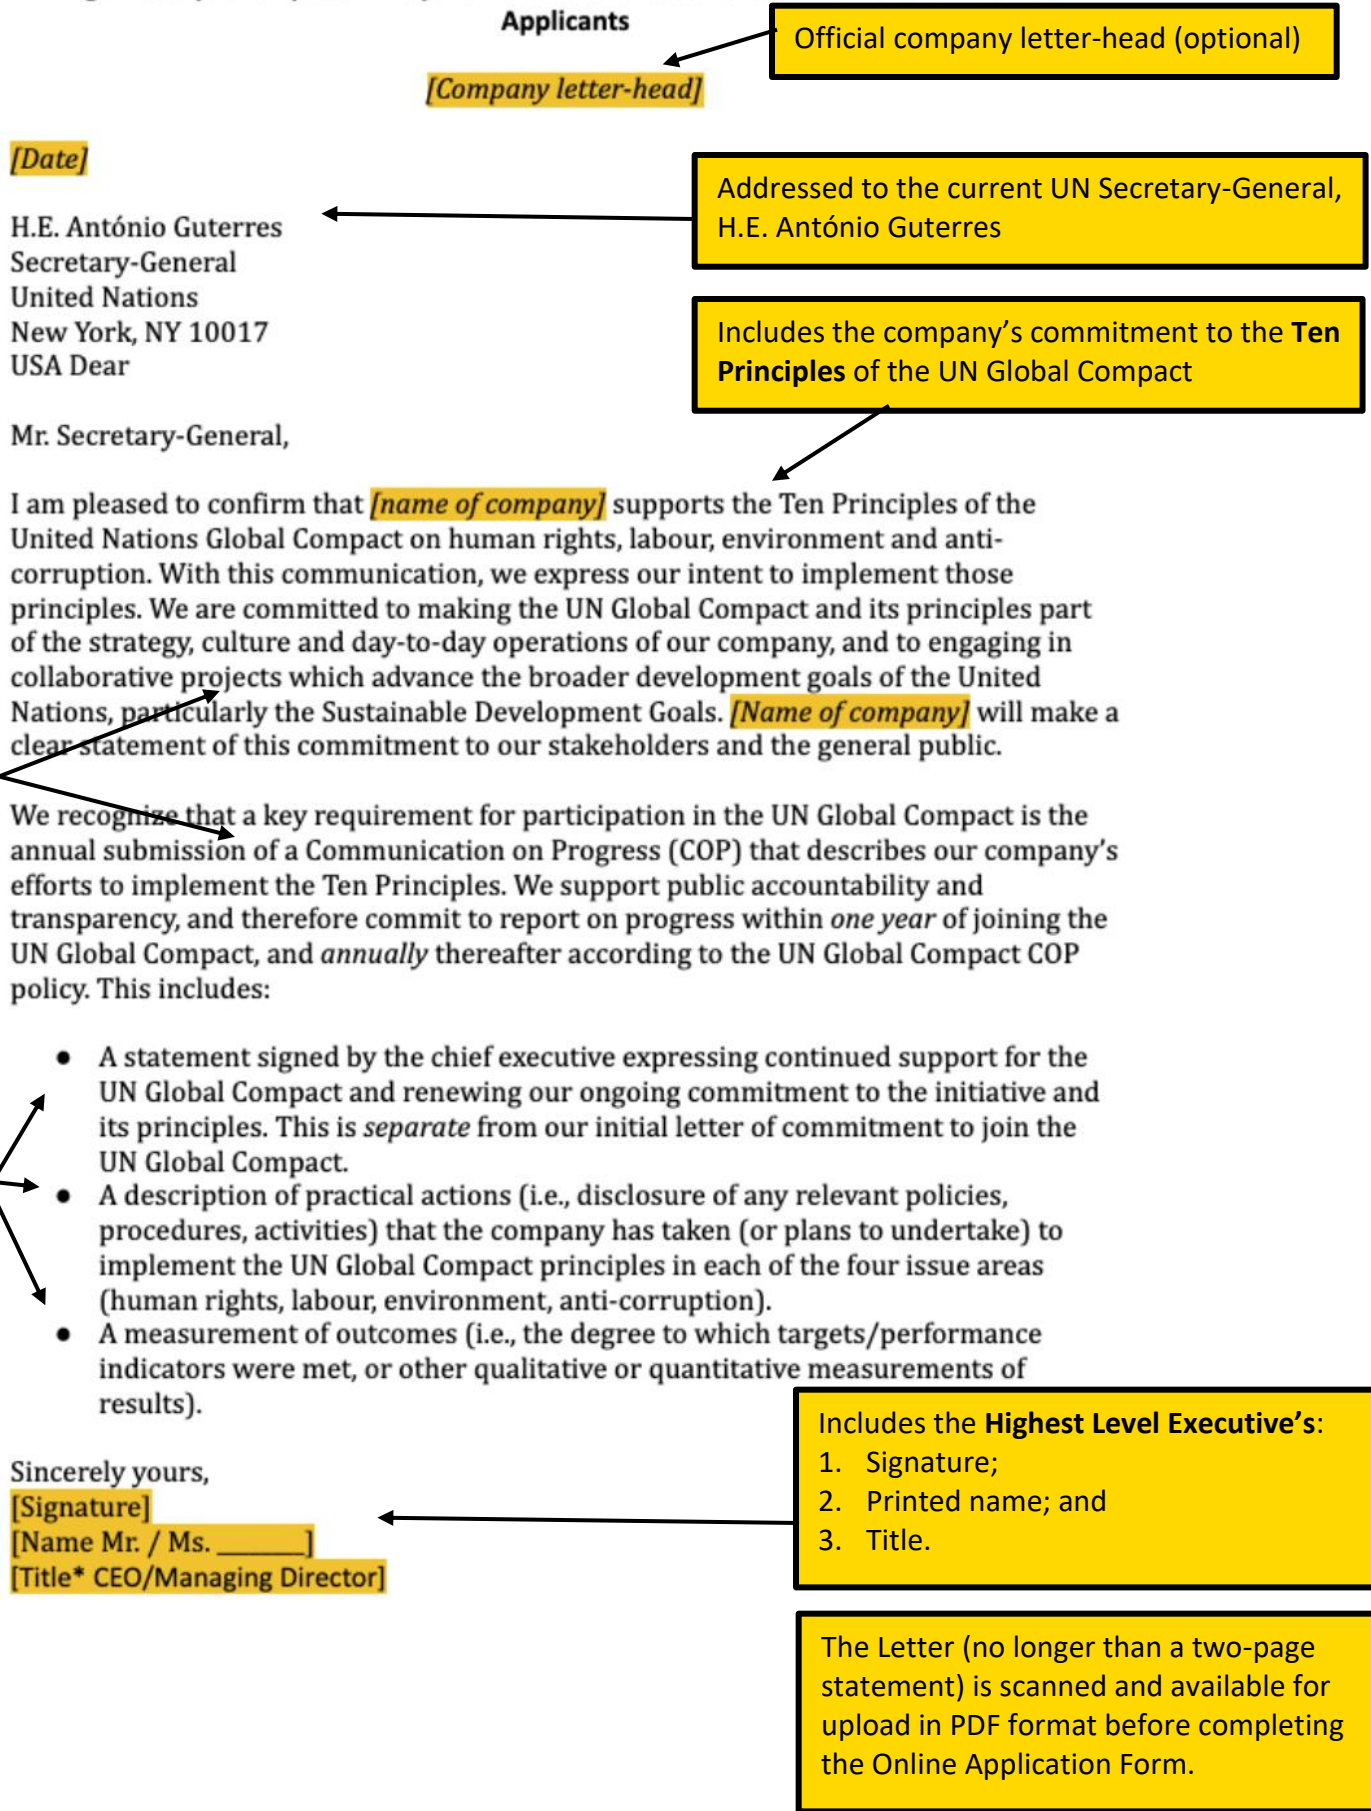 Applicants
Official company letter-head (optional)
[Company letter-head]
[Date]
Addressed to the current UN Secretary-General,
H.E. António Guterres
H.E. António Guterres
Secretary-General
United Nations
New York, NY 10017
USA Dear
Includes the company’s commitment to the Ten
Principles of the UN Global Compact
Mr. Secretary-General,
I am pleased to confirm that [name of company] supports the Ten Principles of the
United Nations Global Compact on human rights, labour, environment and anti-
corruption. With this communication, we express our intent to implement those
principles. We are committed to making the UN Global Compact and its principles part
of the strategy, culture and day-to-day operations of our company, and to engaging in
collaborative projects which advance the broader development goals of the United
Nations, particularly the Sustainable Development Goals. [Name of company] will make a
clear statement of this commitment to our stakeholders and the general public.
We recognize that a key requirement for participation in the UN Global Compact is the
annual submission of a Communication on Progress (COP) that describes our company’s
efforts to implement the Ten Principles. We support public accountability and
transparency, and therefore commit to report on progress within one year of joining the
UN Global Compact, and annually thereafter according to the UN Global Compact COP
policy. This includes:
● A statement signed by the chief executive expressing continued support for the
UN Global Compact and renewing our ongoing commitment to the initiative and
its principles. This is separate from our initial letter of commitment to join the
UN Global Compact.
● A description of practical actions (i.e., disclosure of any relevant policies,
procedures, activities) that the company has taken (or plans to undertake) to
implement the UN Global Compact principles in each of the four issue areas
(human rights, labour, environment, anti-corruption).
● A measurement of outcomes (i.e., the degree to which targets/performance
indicators were met, or other qualitative or quantitative measurements of
results).
Sincerely yours,
[Signature]
[Name Mr. / Ms. _______]
[Title* CEO/Managing Director]
Includes the Highest Level Executive’s:
1. Signature;
2. Printed name; and
3. Title.
The Letter (no longer than a two-page
statement) is scanned and available for
upload in PDF format before completing
the Online Application Form.